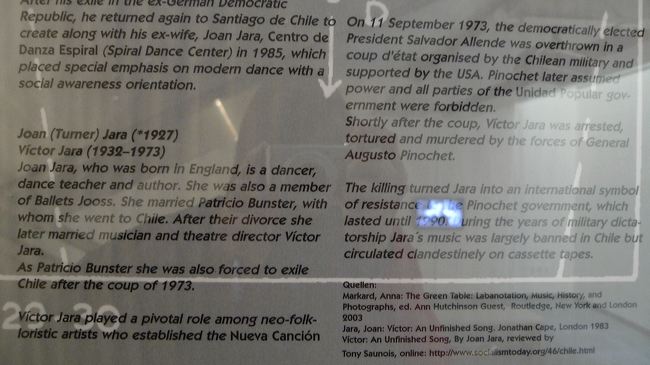 After his exile in the ex-German Democratic
Republic, he returned again to Santiago de Chile to
create along with his ex-wife, Joan Jara, Centro de
Danza Espiral (Spiral Dance Center) in 1985, which
placed special emphasis on modern dance with a
social awareness orientation.
Joan (Turner) Jara (*1927)
Víctor Jara (1932–1973)
Joan Jara, who was born in England, is a dancer,
dance teacher and author. She was also a member
of Ballets Jooss. She married Patricio Bunster, with
whom she went to Chile. After their divorce she
later married musician and theatre director Víctor
Jara.
As Patricio Bunster she was also forced to exile
Chile after the coup of 1973.
Víctor Jara played a pivotal role among neo-folk-
loristic artists who established the Nueva Canción
On 11 September 1973, the democratically elected
President Salvador Allende was overthrown in a
coup d'état organised by the Chilean military and
supported by the USA. Pinochet later assumed
power and all parties of the Unidad Popular gov-
ernment were forbidden.
Shortly after the coup, Víctor Jara was arrested,
tortured and murdered by the forces of General
Augusto Pinochet.
The killing turned Jara into an international symbol
of resistance Pinochet government, which
lasted until 1990. During the years of military dicta-
torship Jara's music was largely banned in Chile but
circulated clandestinely on cassette tapes.
Quellen:
Markard, Anna: The Green Table: Labanotation, Music, History, and
Photographs, ed. Ann Hutchinson Guest, Routledge, New York and London
2003
Jara, Joan: Víctor: An Unfinished Song. Jonathan Cape, London 1983
Víctor: An Unfinished Song, By Joan Jara, reviewed by
Tony Saunois, online: http://www.socialismtoday.org/46/chile.html